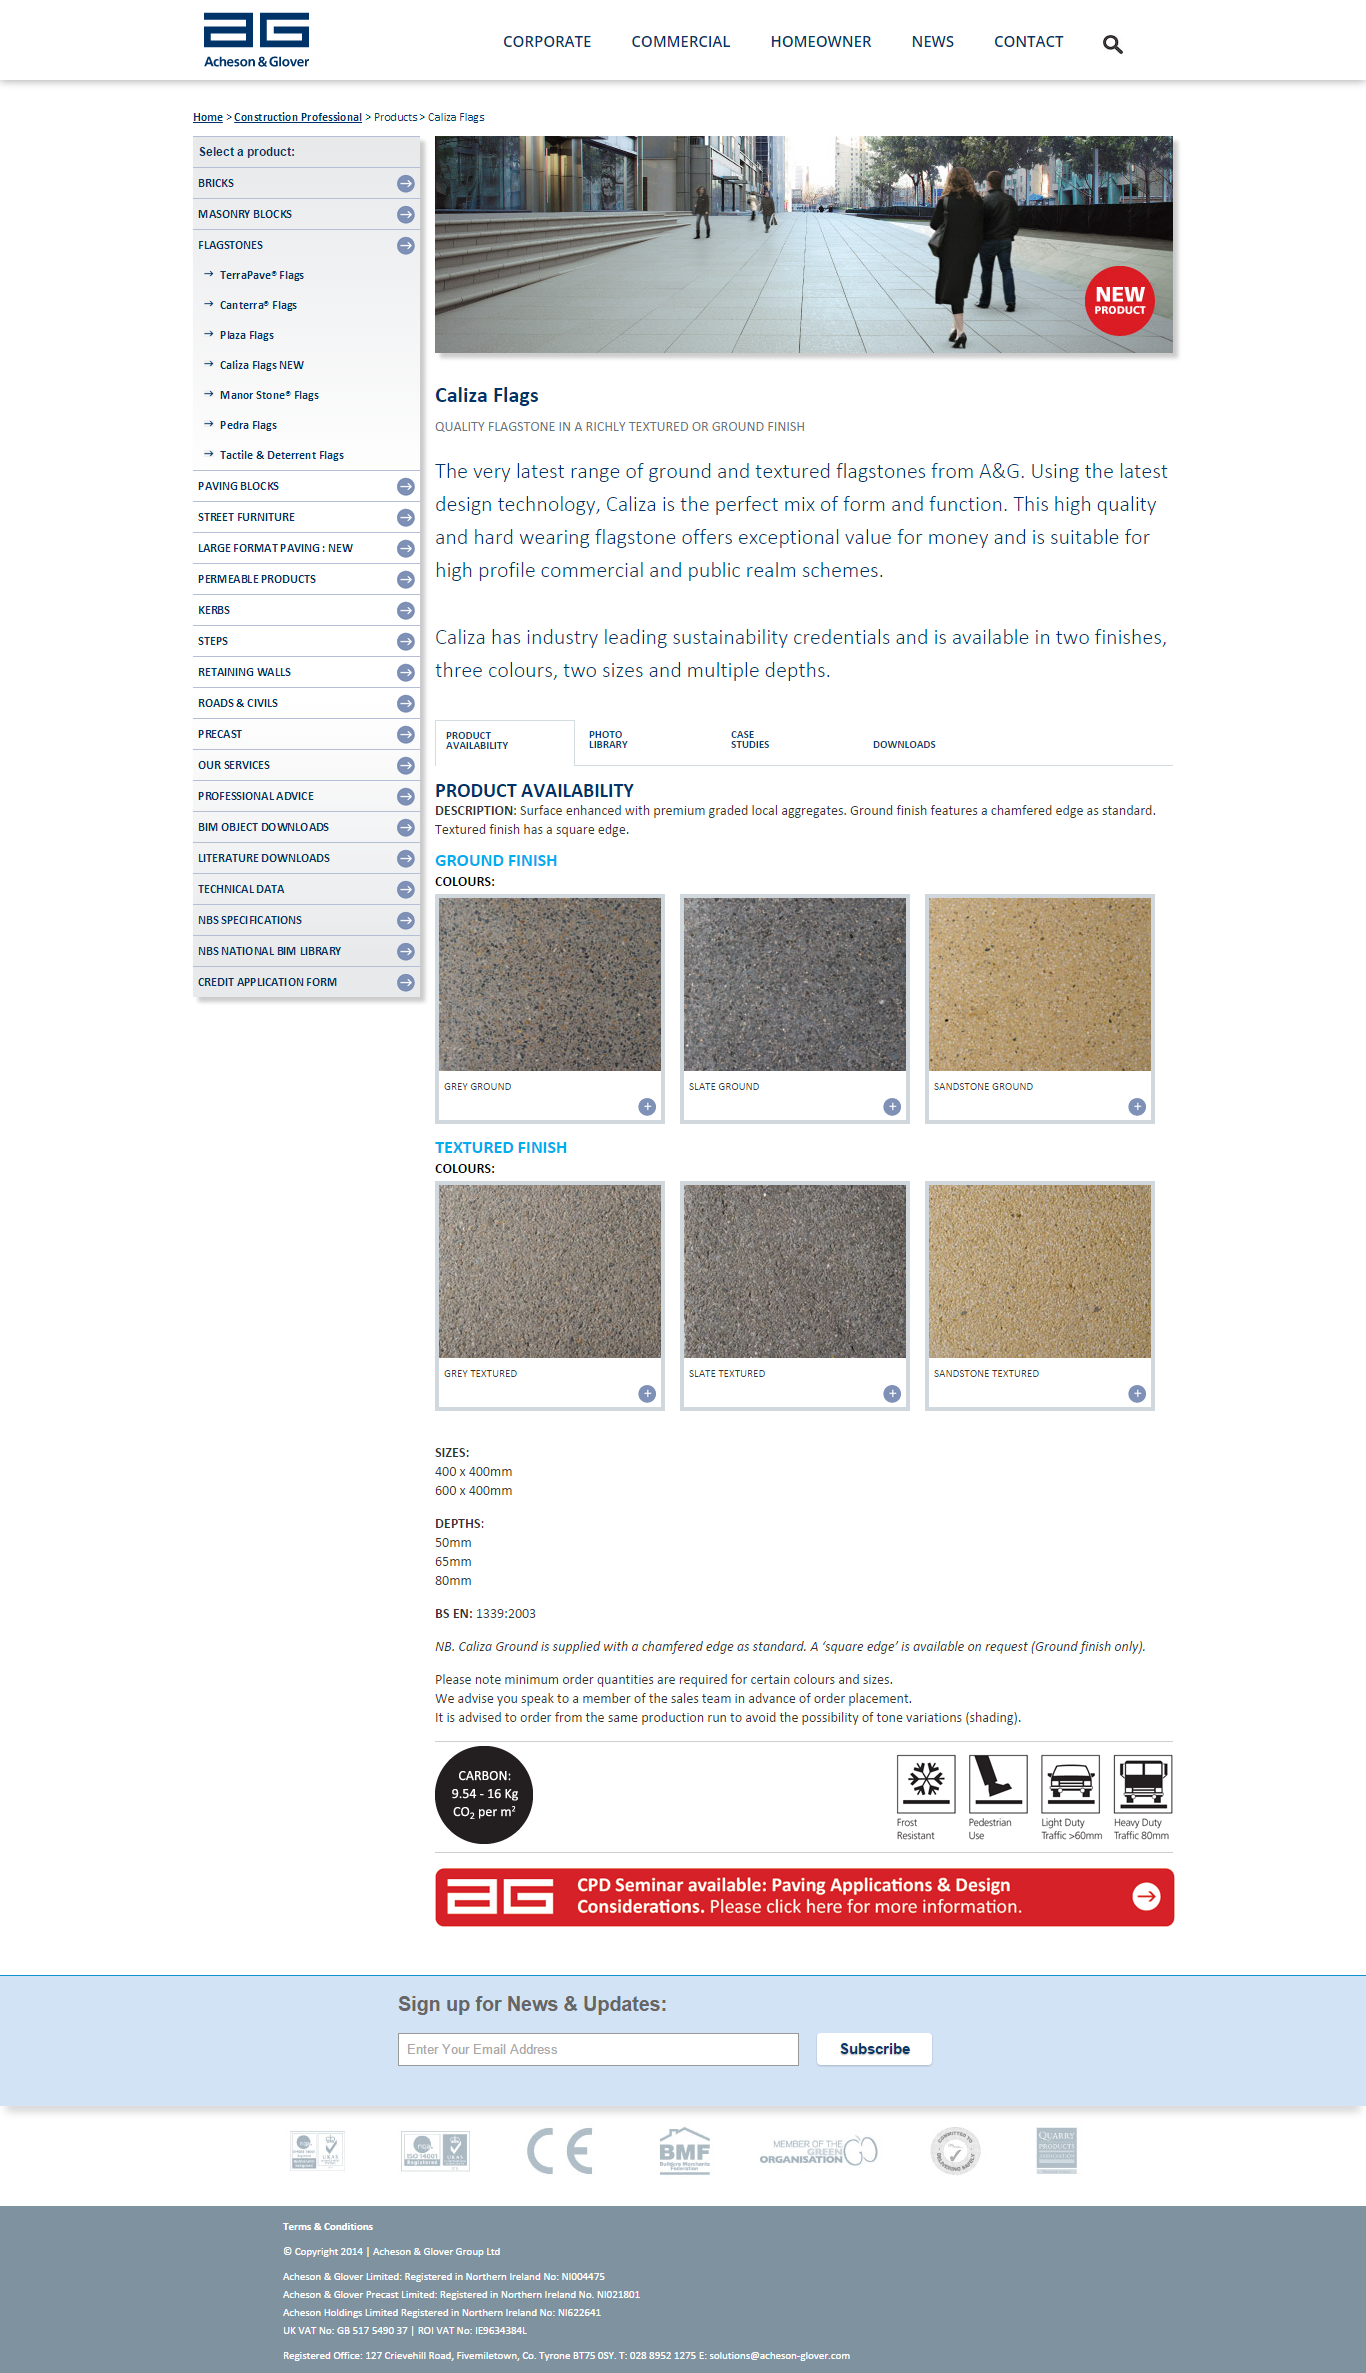 Acheson & Glover
CORPORATE
COMMERCIAL
HOMEOWNER
NEWS
CONTACT
Home > Construction Professional > Products > Caliza Flags
Select a product:
BRICKS
MASONRY BLOCKS
FLAGSTONES
TerraPave® Flags
Canterra® Flags
Plaza Flags
Caliza Flags NEW
Manor Stone® Flags
Pedra Flags
Tactile & Deterrent Flags
PAVING BLOCKS
STREET FURNITURE
LARGE FORMAT PAVING : NEW
PERMEABLE PRODUCTS
KERBS
STEPS
RETAINING WALLS
ROADS & CIVILS
PRECAST
OUR SERVICES
PROFESSIONAL ADVICE
BIM OBJECT DOWNLOADS
LITERATURE DOWNLOADS
TECHNICAL DATA
NBS SPECIFICATIONS
NBS NATIONAL BIM LIBRARY
CREDIT APPLICATION FORM
NEW
PRODUCT
Caliza Flags
QUALITY FLAGSTONE IN A RICHLY TEXTURED OR GROUND FINISH
The very latest range of ground and textured flagstones from A&G. Using the latest
design technology, Caliza is the perfect mix of form and function. This high quality
and hard wearing flagstone offers exceptional value for money and is suitable for
high profile commercial and public realm schemes.
Caliza has industry leading sustainability credentials and is available in two finishes,
three colours, two sizes and multiple depths.
PRODUCT
AVAILABILITY
PHOTO
LIBRARY
CASE
STUDIES
DOWNLOADS
PRODUCT AVAILABILITY
DESCRIPTION: Surface enhanced with premium graded local aggregates. Ground finish features a chamfered edge as standard.
Textured finish has a square edge.
GROUND FINISH
COLOURS:
GREY GROUND
SLATE GROUND
SANDSTONE GROUND
TEXTURED FINISH
COLOURS:
GREY TEXTURED
SLATE TEXTURED
SANDSTONE TEXTURED
SIZES:
400 x 400mm
600 x 400mm
DEPTHS:
50mm
65mm
80mm
BS EN: 1339:2003
NB. Caliza Ground is supplied with a chamfered edge as standard. A ‘square edge’ is available on request (Ground finish only).
Please note minimum order quantities are required for certain colours and sizes.
We advise you speak to a member of the sales team in advance of order placement.
It is advised to order from the same production run to avoid the possibility of tone variations (shading).
CARBON:
9.54 - 16 Kg
CO₂ per m²
Frost
Resistant
Pedestrian
Use
Light Duty
Traffic >60mm
Heavy Duty
Traffic 80mm
AG
CPD Seminar available: Paving Applications & Design
Considerations. Please click here for more information.
Sign up for News & Updates:
Enter Your Email Address
Subscribe
UKAS
ISO 14001
Registered
UKAS
CE
BMF
Building Merchants
Federation
MEMBER OF THE
GREEN
ORGANISATION
COMMITTED TO
DELIVERING SAFELY
QUARRY
PRODUCTS
Terms & Conditions
© Copyright 2014 | Acheson & Glover Group Ltd
Acheson & Glover Limited: Registered in Northern Ireland No: NI004475
Acheson & Glover Precast Limited: Registered in Northern Ireland No. NI021801
Acheson Holdings Limited Registered in Northern Ireland No: NI622641
UK VAT No: GB 517 5490 37 | ROI VAT No: IE9634384L
Registered Office: 127 Crievehill Road, Fivemiletown, Co. Tyrone BT75 0SY. T: 028 8952 1275 E: solutions@acheson-glover.com